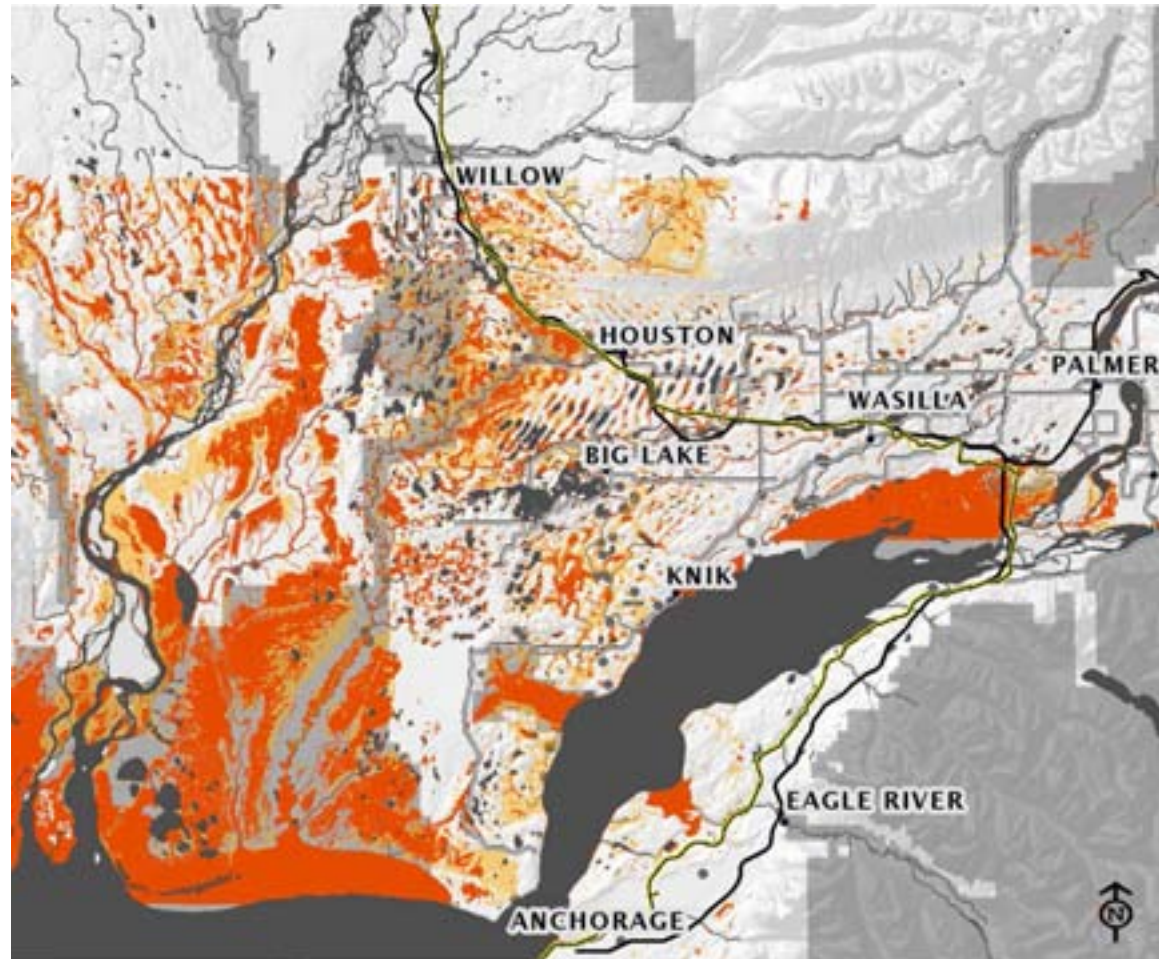 WILLOW
HOUSTON
PALMER
WASILLA
BIG LAKE
KNIK
EAGLE RIVER
ANCHORAGE
N